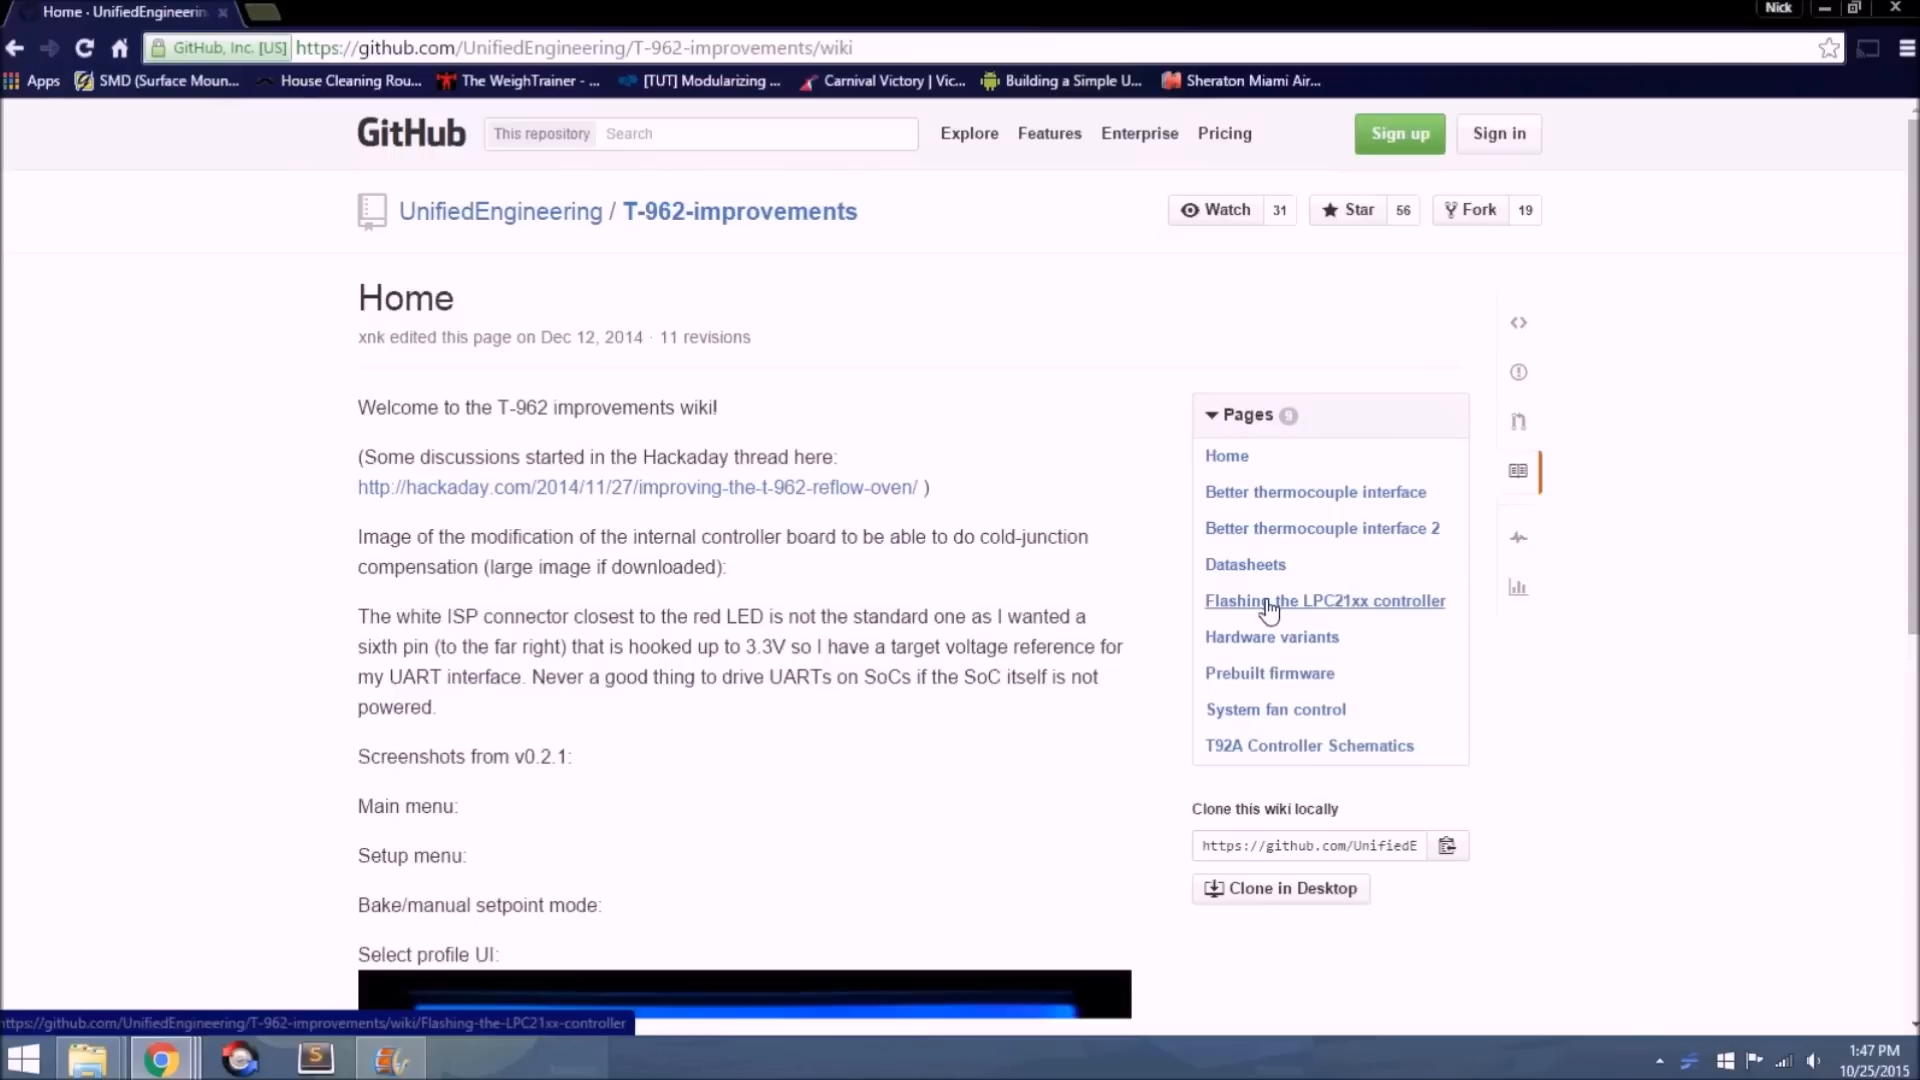 Home · UnifiedEngineerin
Nick
GitHub, Inc. [US] https://github.com/UnifiedEngineering/T-962-improvements/wiki
Apps SMD (Surface Moun... House Cleaning Rou... The WeighTrainer - ... [TUT] Modularizing ... Carnival Victory | Vic... Building a Simple U... Sheraton Miami Air...
GitHub This repository Search Explore Features Enterprise Pricing Sign up Sign in
UnifiedEngineering / T-962-improvements Watch 31 Star 56 Fork 19
Home
xnk edited this page on Dec 12, 2014 · 11 revisions
Welcome to the T-962 improvements wiki!
(Some discussions started in the Hackaday thread here:
http://hackaday.com/2014/11/27/improving-the-t-962-reflow-oven/ )
Image of the modification of the internal controller board to be able to do cold-junction
compensation (large image if downloaded):
The white ISP connector closest to the red LED is not the standard one as I wanted a
sixth pin (to the far right) that is hooked up to 3.3V so I have a target voltage reference for
my UART interface. Never a good thing to drive UARTs on SoCs if the SoC itself is not
powered.
Screenshots from v0.2.1:
Main menu:
Setup menu:
Bake/manual setpoint mode:
Select profile UI:
Pages 9
Home
Better thermocouple interface
Better thermocouple interface 2
Datasheets
Flashing the LPC21xx controller
Hardware variants
Prebuilt firmware
System fan control
T92A Controller Schematics
Clone this wiki locally
https://github.com/UnifiedE
Clone in Desktop
https://github.com/UnifiedEngineering/T-962-improvements/wiki/Flashing-the-LPC21xx-controller
1:47 PM
10/25/2015